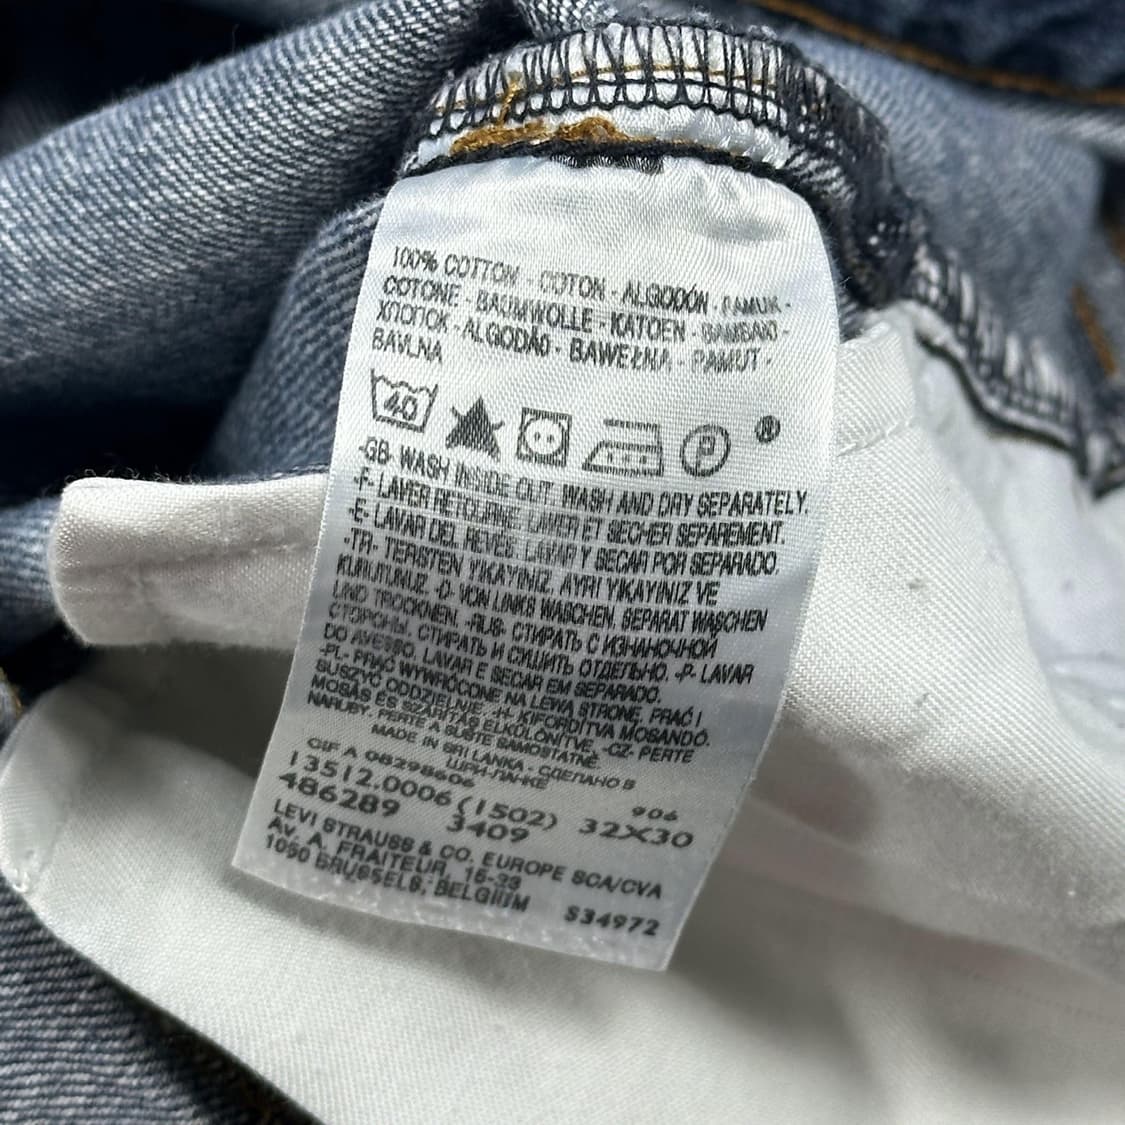 100% COTTON - COTON - ALGODÓN - PAMUK -
COTONE - BAUMWOLLE - KATOEN - BAMBAKI -
ХЛОПОК - ALGODÃO - BAWEŁNA - PAMUT -
BAVLNA
40 P ®
-GB- WASH INSIDE OUT. WASH AND DRY SEPARATELY.
-F- LAVER RETOURNE. LAVER ET SECHER SEPAREMENT.
-E- LAVAR DEL REVES. LAVAR Y SECAR POR SEPARADO.
-TR- TERSTEN YIKAYINIZ. AYRI YIKAYINIZ VE
KURUTUNUZ. -D- VON LINKS WASCHEN. SEPARAT WASCHEN
UND TROCKNEN. -RUS- СТИРАТЬ С ИЗНАНОЧНОЙ
СТОРОНЫ. СТИРАТЬ И СУШИТЬ ОТДЕЛЬНО. -P- LAVAR
DO AVESSO. LAVAR E SECAR EM SEPARADO.
-PL- PRAĆ WYWRÓCONE NA LEWA STRONE, PRAĆ I
SUSZYĆ ODDZIELNIE. -H- KIFORDÍTVA MOSANDÓ.
MOSÁS ÉS SZARÍTÁS ELKÜLÖNÍTVE. -CZ- PERTE
NARUBY. PERTE A SUŠTE SAMOSTATNĚ.
MADE IN SRI LANKA - СДЕЛАНО В
ШРИ-ЛАНКЕ
CIF A 08298606 906
13512.0006 (1502) 32X30
486289 3409
LEVI STRAUSS & CO. EUROPE SCA/CVA
Av. A. FRAITEUR, 15-33
1050 BRUSSELS, BELGIUM S34972